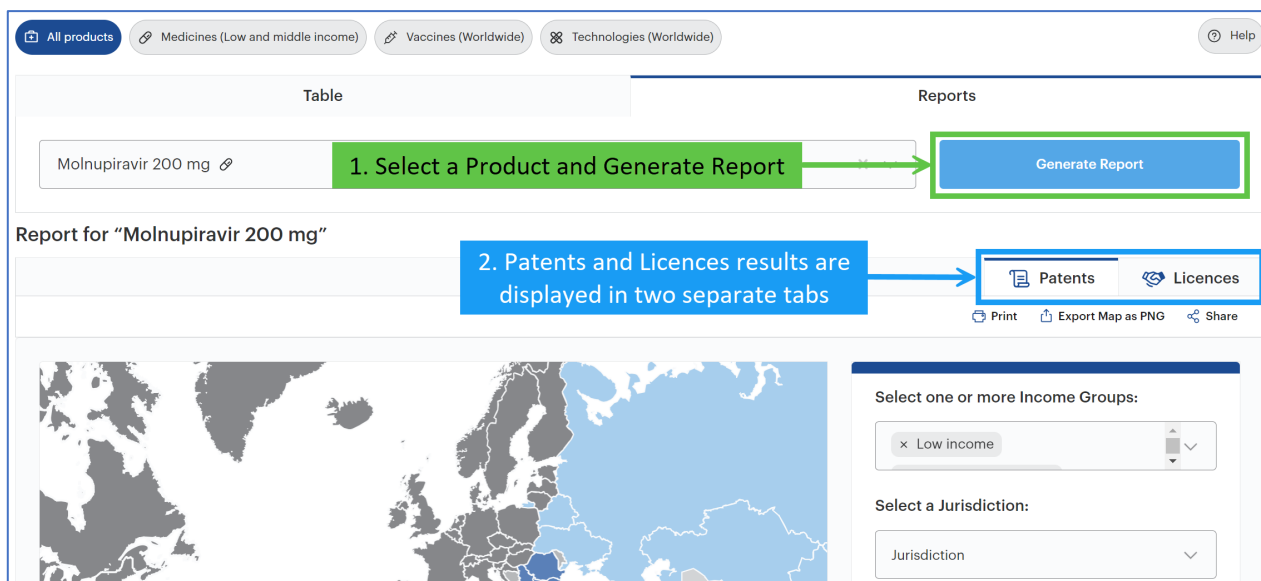 All products
Medicines (Low and middle income)
Vaccines (Worldwide)
Technologies (Worldwide)
Help
Table
Reports
Molnupiravir 200 mg
1. Select a Product and Generate Report
Generate Report
Report for “Molnupiravir 200 mg”
2. Patents and Licences results are
displayed in two separate tabs
Patents
Licences
Print
Export Map as PNG
Share
Select one or more Income Groups:
× Low income
Select a Jurisdiction:
Jurisdiction